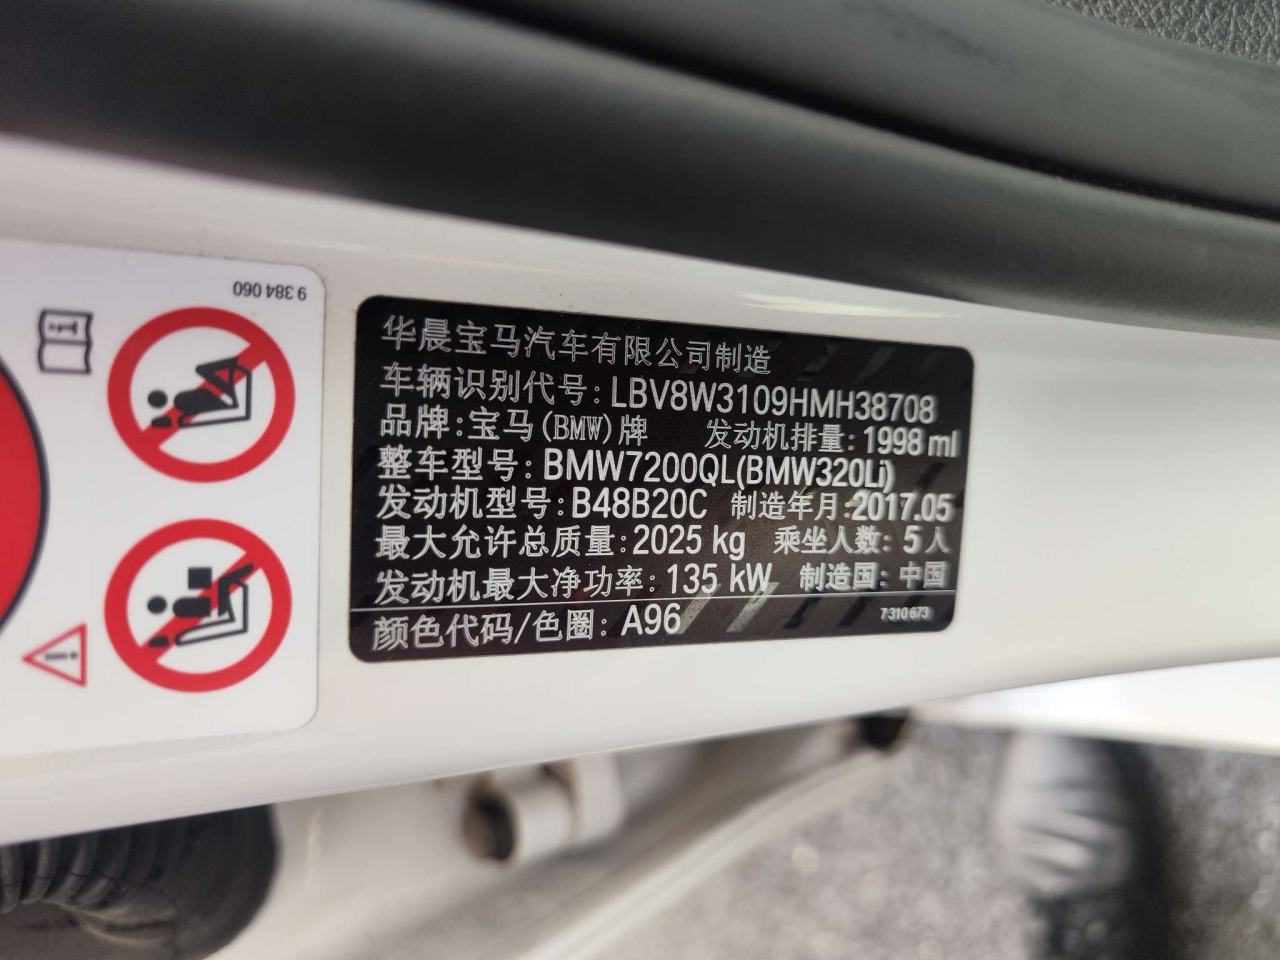 9 384 060
华晨宝马汽车有限公司制造
车辆识别代号: LBV8W3109HMH38708
品牌:宝马(BMW)牌 发动机排量: 1998 ml
整车型号: BMW7200QL(BMW320Li)
发动机型号: B48B20C 制造年月:2017.05
最大允许总质量:2025 kg 乘坐人数: 5人
发动机最大净功率: 135 kW 制造国: 中国
颜色代码/色圈: A96 7 310 673